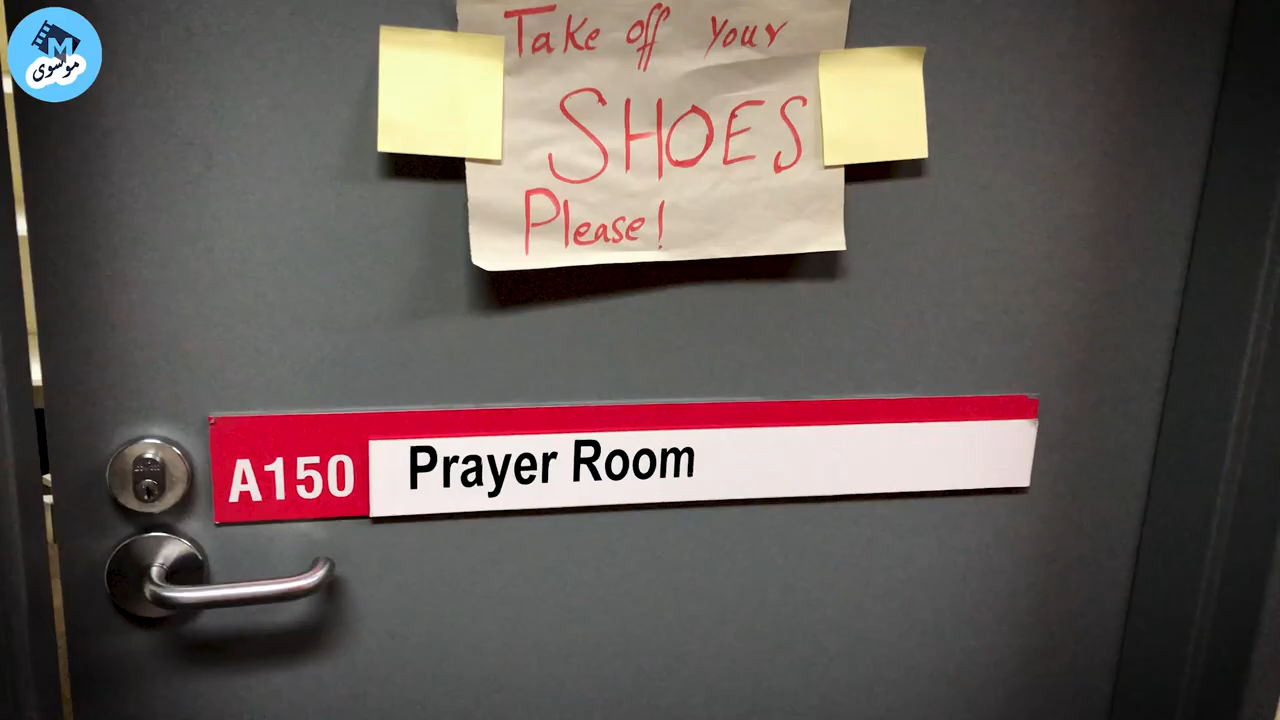 M
موسوی
Take off your
SHOES
Please!
A150
Prayer Room